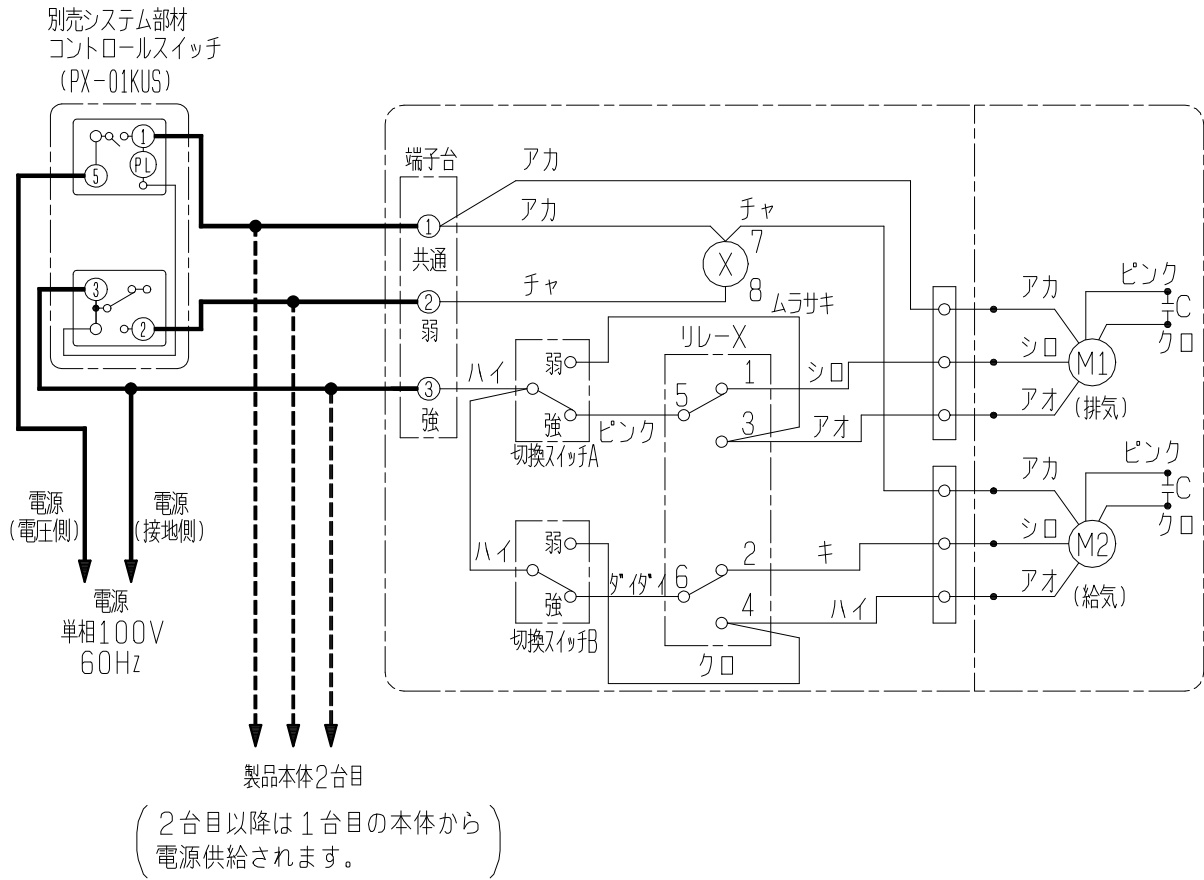 別売システム部材
コントロールスイッチ
(PX-01KUS)
1
PL
5
3
2
電源
(電圧側)
電源
(接地側)
電源
単相100V
60Hz
製品本体2台目
2台目以降は1台目の本体から
電源供給されます。
端子台
1
共通
2
弱
3
強
アカ
アカ
チャ
チャ
X
7
8
ムラサキ
リレーX
ハイ
弱
強
切換スイッチA
ピンク
5
1
3
シロ
アオ
ハイ
弱
強
切換スイッチB
ダイダイ
6
2
4
キ
ハイ
クロ
アカ
シロ
アオ
M1
(排気)
ピンク
C
クロ
アカ
シロ
アオ
M2
(給気)
ピンク
C
クロ